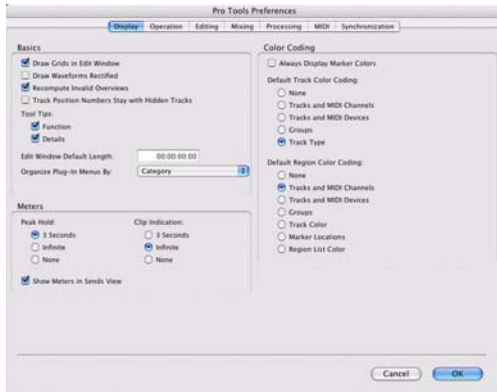 Pro Tools Preferences
Display Operation Editing Mixing Processing MIDI Synchronization
Basics
Draw Grids in Edit Window
Draw Waveforms Rectified
Recompute Invalid Overviews
Track Position Numbers Stay with Hidden Tracks
Tool Tips:
Function
Details
Edit Window Default Length: 00:00:00:00
Organize Plug-In Menus By: Category
Meters
Peak Hold: Clip Indication:
3 Seconds 3 Seconds
Infinite Infinite
None None
Show Meters in Sends View
Color Coding
Always Display Marker Colors
Default Track Color Coding:
None
Tracks and MIDI Channels
Tracks and MIDI Devices
Groups
Track Type
Default Region Color Coding:
None
Tracks and MIDI Channels
Tracks and MIDI Devices
Groups
Track Color
Marker Locations
Region List Color
Cancel OK